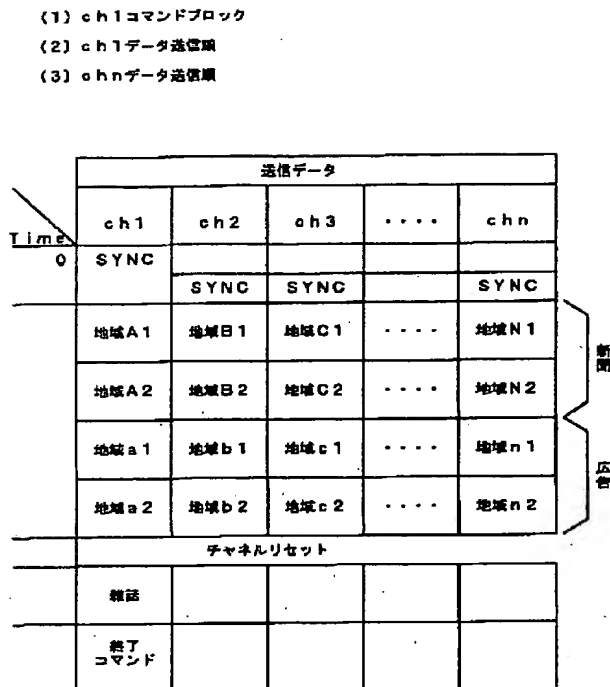 (1) ch1コマンドブロック
(2) ch1データ送信順
(3) chnデータ送信順
送信データ
Time ch1 ch2 ch3 ・・・・ chn
0 SYNC
SYNC SYNC SYNC
地域A1 地域B1 地域C1 ・・・・ 地域N1
新聞
地域A2 地域B2 地域C2 ・・・・ 地域N2
地域a1 地域b1 地域c1 ・・・・ 地域n1
広告
地域a2 地域b2 地域c2 ・・・・ 地域n2
チャネルリセット
雑誌
終了
コマンド